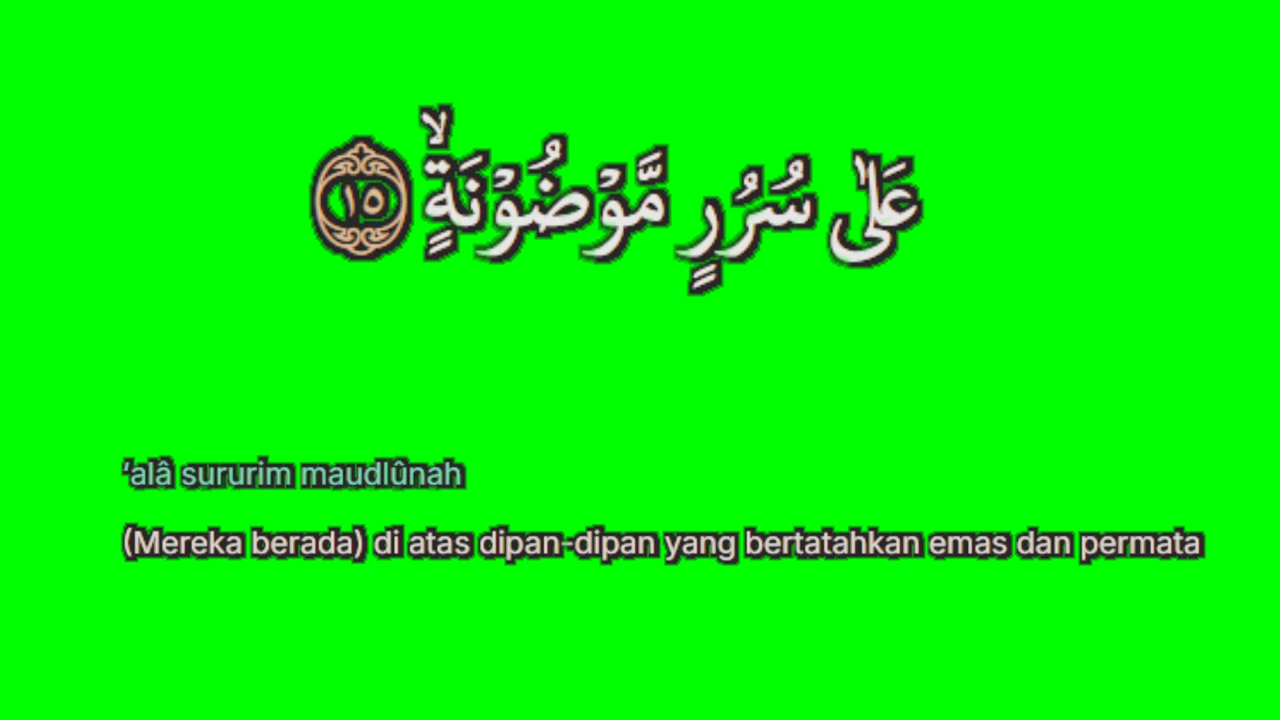 عَلٰى سُرُرٍ مَّوْضُوْنَةٍۙ ١٥
‘alâ sururim maudlûnah
(Mereka berada) di atas dipan-dipan yang bertatahkan emas dan permata